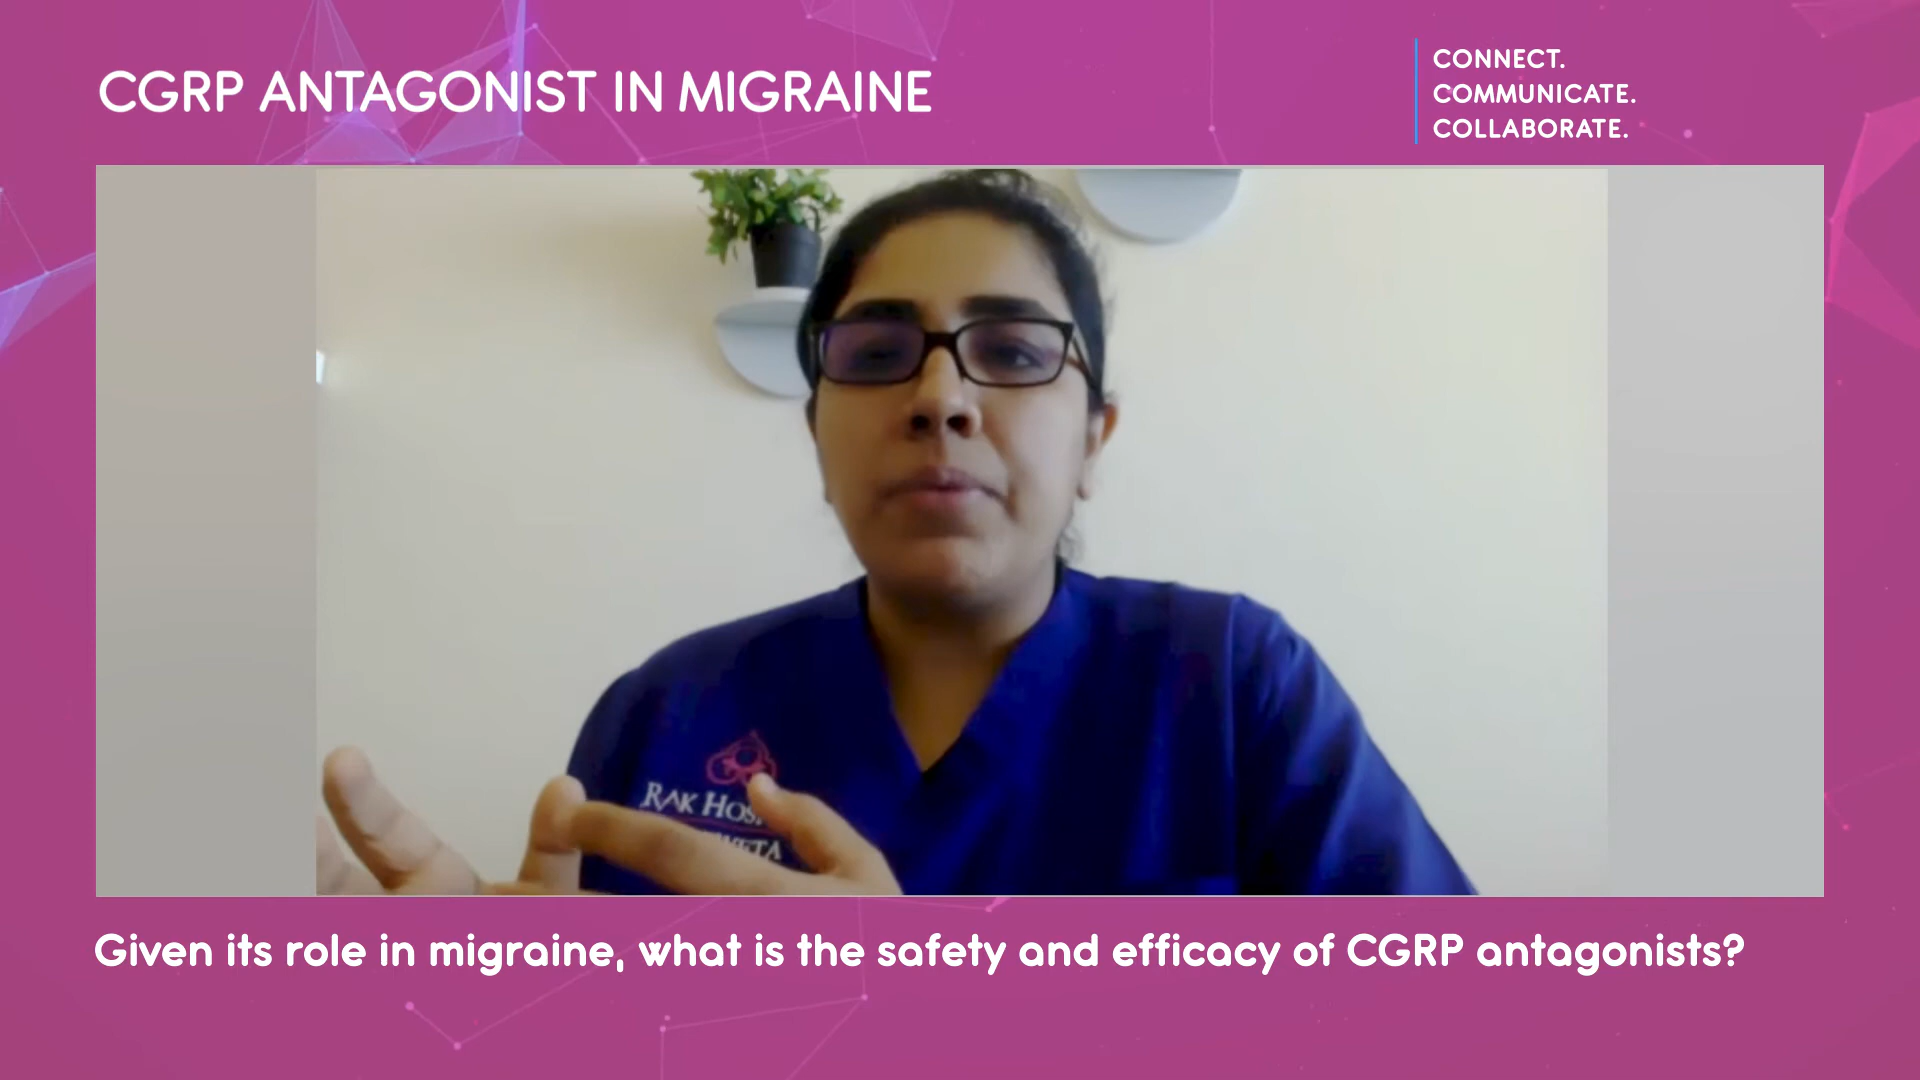 CGRP ANTAGONIST IN MIGRAINE
CONNECT.
COMMUNICATE.
COLLABORATE.
RAK
Given its role in migraine, what is the safety and efficacy of CGRP antagonists?